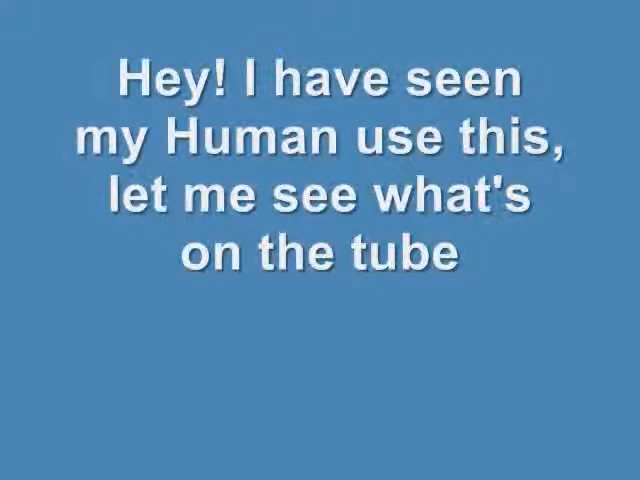 Hey! I have seen
my Human use this,
let me see what's
on the tube